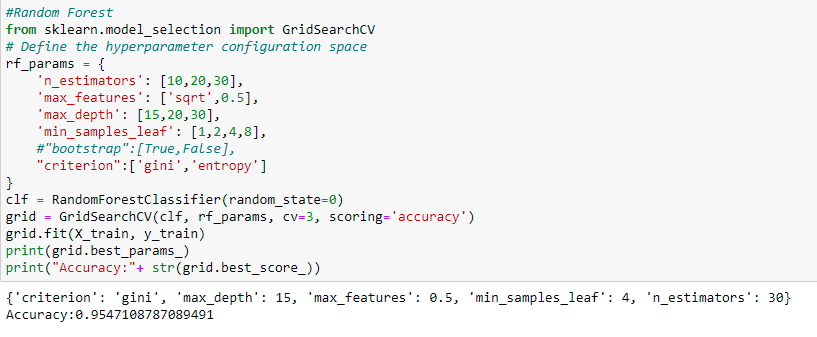 #Random Forest
from sklearn.model_selection import GridSearchCV
# Define the hyperparameter configuration space
rf_params = {
    'n_estimators': [10,20,30],
    'max_features': ['sqrt',0.5],
    'max_depth': [15,20,30],
    'min_samples_leaf': [1,2,4,8],
    #"bootstrap":[True,False],
    "criterion":['gini','entropy']
}
clf = RandomForestClassifier(random_state=0)
grid = GridSearchCV(clf, rf_params, cv=3, scoring='accuracy')
grid.fit(X_train, y_train)
print(grid.best_params_)
print("Accuracy:"+ str(grid.best_score_))
{'criterion': 'gini', 'max_depth': 15, 'max_features': 0.5, 'min_samples_leaf': 4, 'n_estimators': 30}
Accuracy:0.9547108787089491